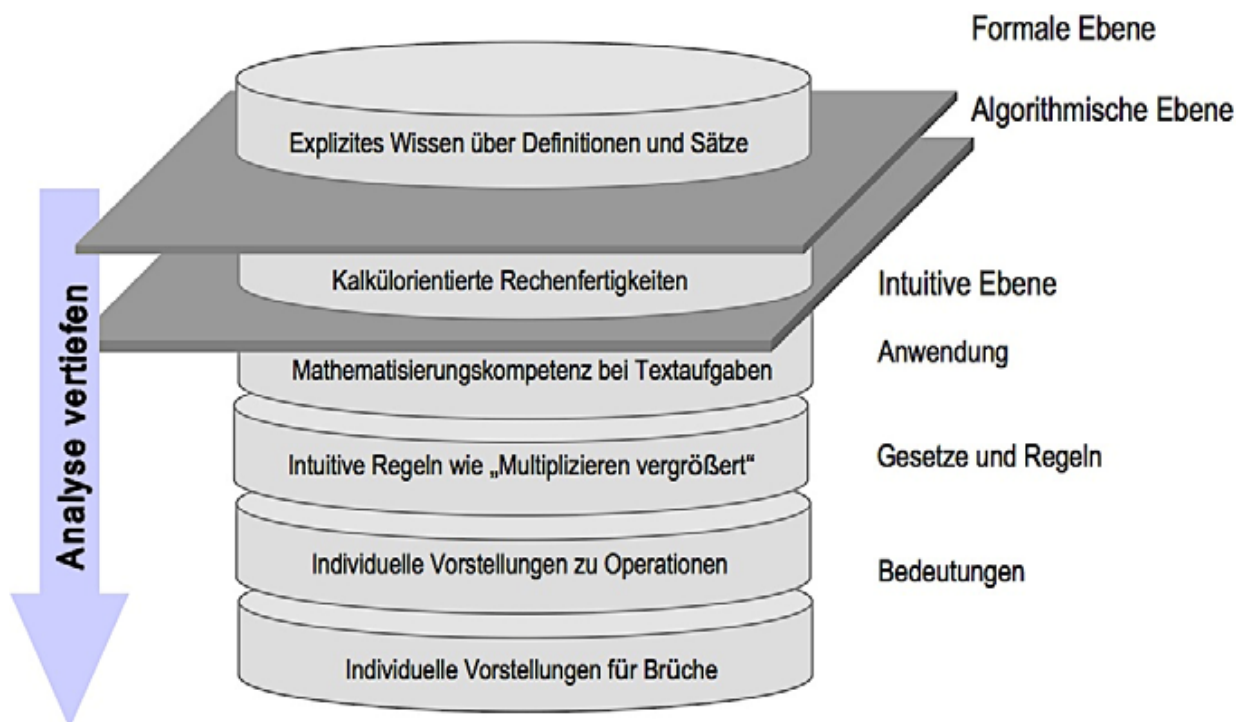 Formale Ebene
Algorithmische Ebene
Explizites Wissen über Definitionen und Sätze
Kalkülorientierte Rechenfertigkeiten
Intuitive Ebene
Mathematisierungskompetenz bei Textaufgaben
Anwendung
Intuitive Regeln wie „Multiplizieren vergrößert“
Gesetze und Regeln
Individuelle Vorstellungen zu Operationen
Bedeutungen
Individuelle Vorstellungen für Brüche
Analyse vertiefen